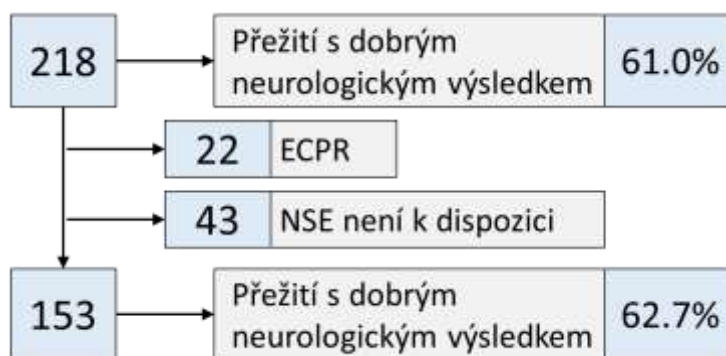 218
Přežití s dobrým
neurologickým výsledkem
61.0%
22 ECPR
43 NSE není k dispozici
153
Přežití s dobrým
neurologickým výsledkem
62.7%